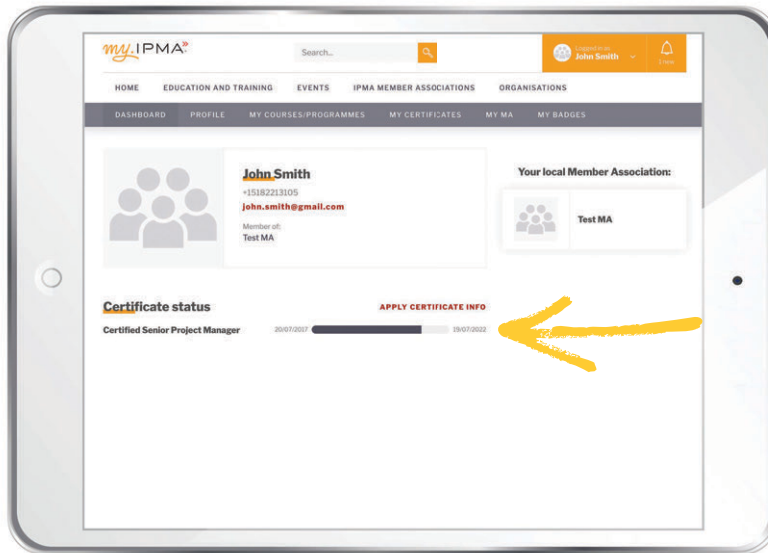 my.IPMA®
Search...
Logged in as
John Smith
1 new
HOME EDUCATION AND TRAINING EVENTS IPMA MEMBER ASSOCIATIONS ORGANISATIONS
DASHBOARD PROFILE MY COURSES/PROGRAMMES MY CERTIFICATES MY MA MY BADGES
John Smith
+15182213105
john.smith@gmail.com
Member of:
Test MA
Your local Member Association:
Test MA
Certificate status
APPLY CERTIFICATE INFO
Certified Senior Project Manager 20/07/2017 19/07/2022